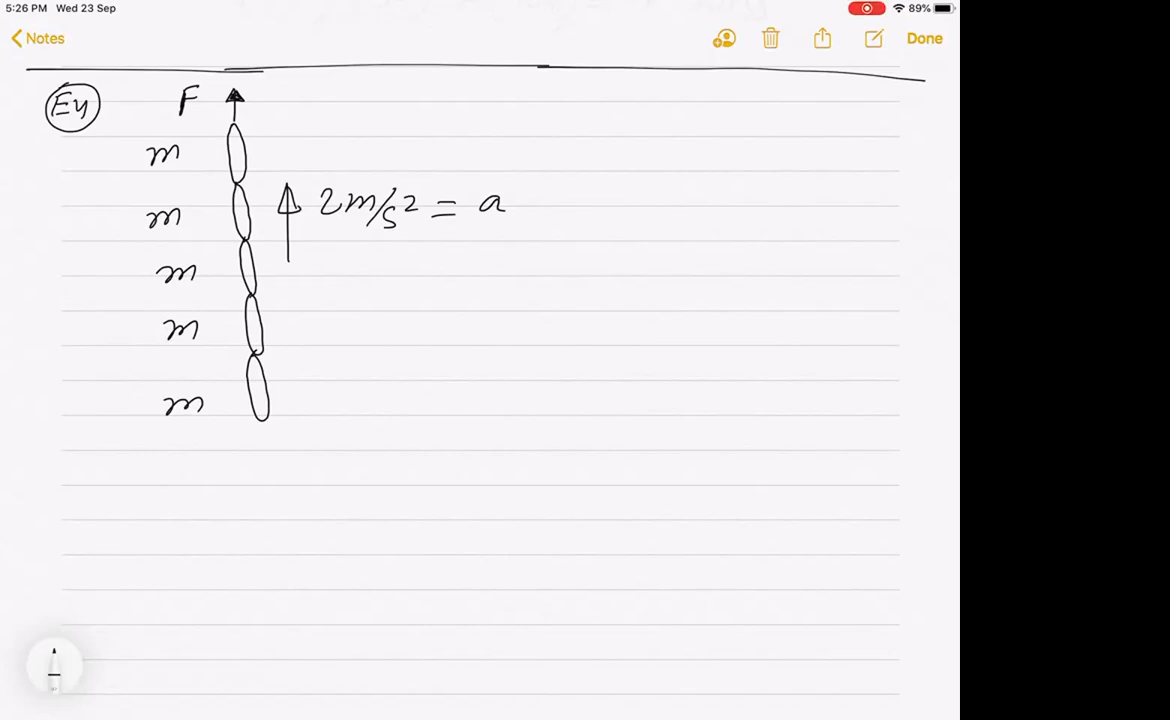 5:26 PM Wed 23 Sep 89%
Notes Done
Ey F
m
m 2m/s2 = a
m
m
m